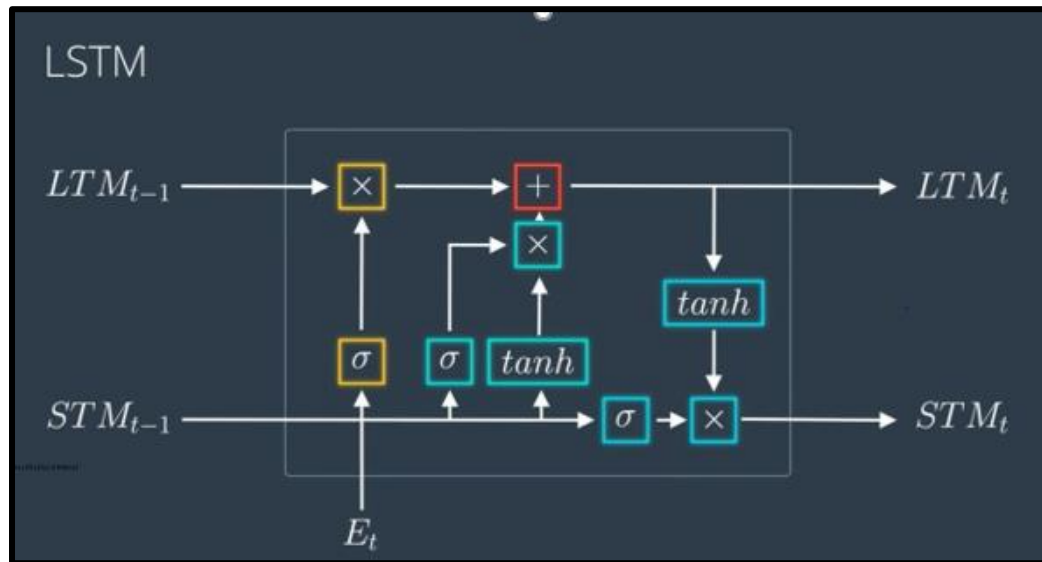 LSTM
LTM_{t-1} × + LTM_t
×
tanh
σ σ tanh
STM_{t-1} σ × STM_t
E_t